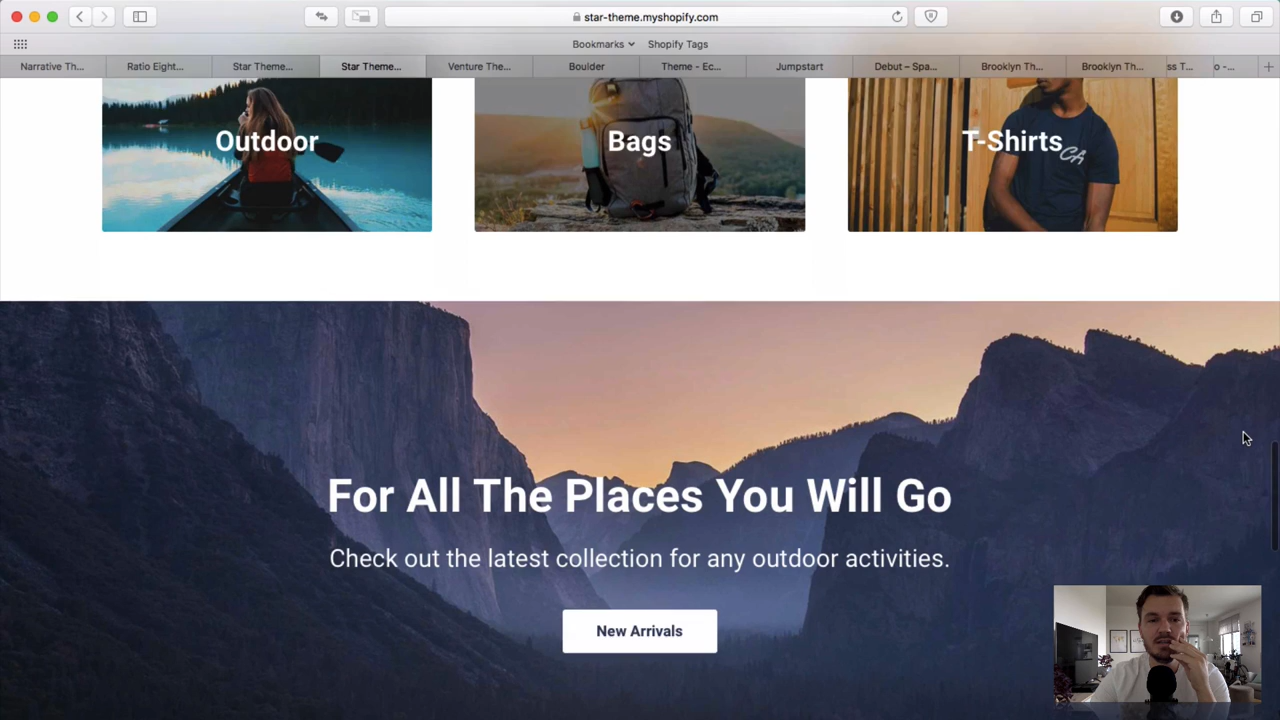 star-theme.myshopify.com
Bookmarks Shopify Tags
Narrative Th... Ratio Eight... Star Theme... Star Theme... Venture The... Boulder Theme - Ec... Jumpstart Debut – Spa... Brooklyn Th... Brooklyn Th... ss T... o -...
Outdoor Bags T-Shirts
CA
For All The Places You Will Go
Check out the latest collection for any outdoor activities.
New Arrivals